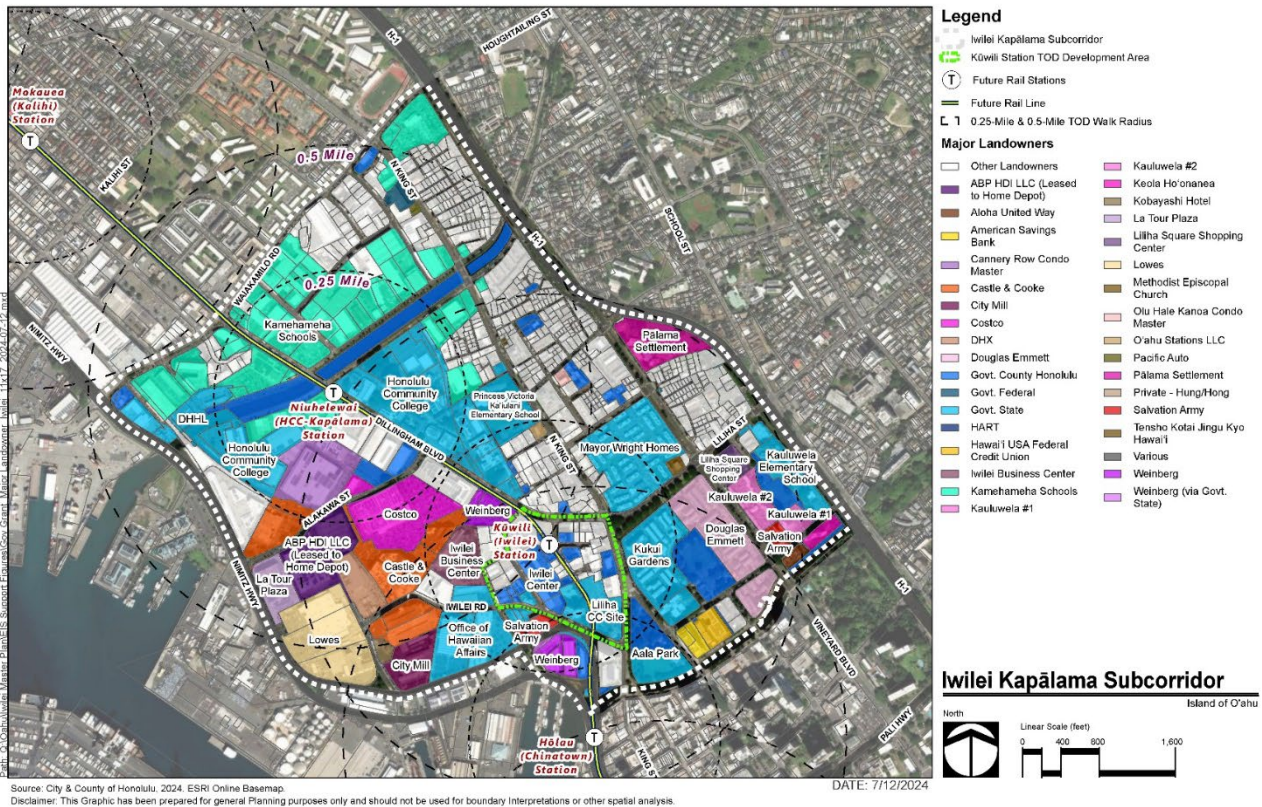 H-1
HOUGHTAILING ST
Mokauea
(Kalihi)
Station
T
KALIHI ST
0.5 Mile
N KING ST
SCHOOL ST
H-1
WAIAKAMILO RD
0.25 Mile
NIMITZ HWY
Kamehameha
Schools
Pālama
Settlement
T
Honolulu
Community
College
Princess Victoria
Ka'iulani
Elementary School
DHHL
Niuhelewai
(HCC-Kapālama)
Station
DILLINGHAM BLVD
N KING ST
LILIHA ST
Mayor Wright Homes
Liliha Square
Shopping
Center
Kauluwela
Elementary
School
Honolulu
Community
College
ALAKAWA ST
Costco
Weinberg
Kauluwela #2
Kauluwela #1
Kūwili
(Iwilei)
Station
T
Douglas
Emmett
Salvation
Army
ABP HDI LLC
(Leased to
Home Depot)
Iwilei
Business
Center
Kukui
Gardens
Castle &
Cooke
Iwilei
Center
La Tour
Plaza
NIMITZ HWY
H-1
IWILEI RD
Liliha
CC Site
Lowes
Office of
Hawaiian
Affairs
Salvation
Army
VINEYARD BLVD
City Mill
Weinberg
Aala Park
T
Hōlau
(Chinatown)
Station
KING ST
PALI HWY
Legend
Iwilei Kapālama Subcorridor
Kūwili Station TOD Development Area
T
Future Rail Stations
Future Rail Line
0.25-Mile & 0.5-Mile TOD Walk Radius
Major Landowners
Other Landowners
ABP HDI LLC (Leased
to Home Depot)
Aloha United Way
American Savings
Bank
Cannery Row Condo
Master
Castle & Cooke
City Mill
Costco
DHX
Douglas Emmett
Govt. County Honolulu
Govt. Federal
Govt. State
HART
Hawai'i USA Federal
Credit Union
Iwilei Business Center
Kamehameha Schools
Kauluwela #1
Kauluwela #2
Keola Ho'onanea
Kobayashi Hotel
La Tour Plaza
Liliha Square Shopping
Center
Lowes
Methodist Episcopal
Church
Olu Hale Kanoa Condo
Master
O'ahu Stations LLC
Pacific Auto
Pālama Settlement
Private - Hung/Hong
Salvation Army
Tensho Kotai Jingu Kyo
Hawai'i
Various
Weinberg
Weinberg (via Govt.
State)
Iwilei Kapālama Subcorridor
Island of O'ahu
North
Linear Scale (feet)
0 400 800 1,600
DATE: 7/12/2024
Source: City & County of Honolulu, 2024. ESRI Online Basemap.
Disclaimer: This Graphic has been prepared for general Planning purposes only and should not be used for boundary Interpretations or other spatial analysis.